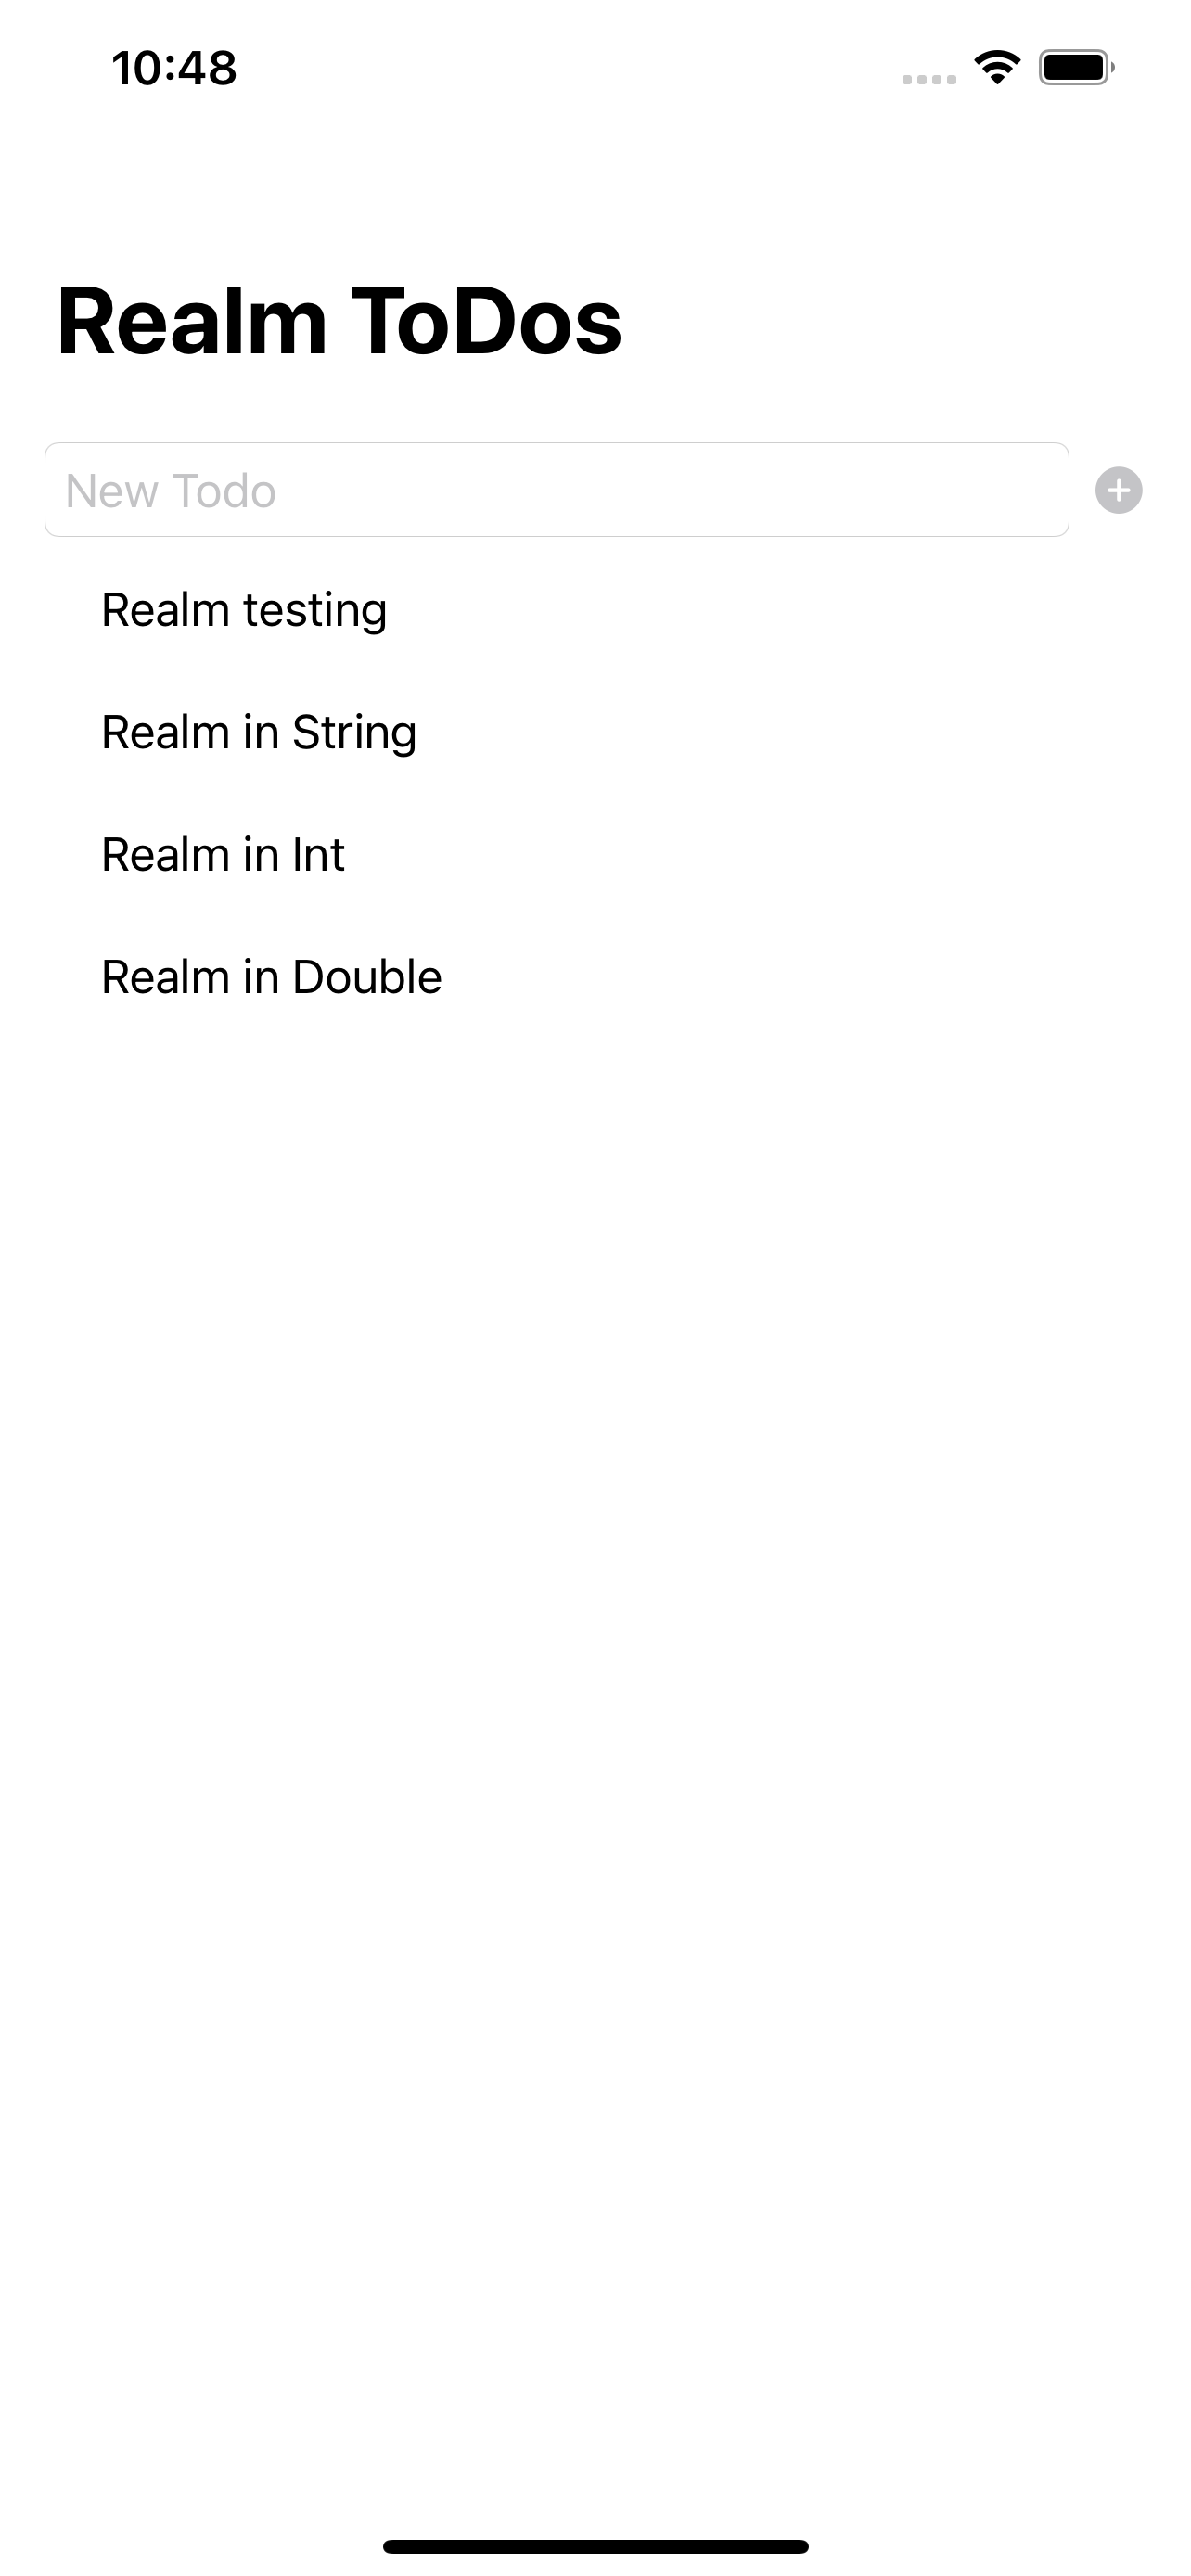 10:48
Realm ToDos
New Todo
Realm testing
Realm in String
Realm in Int
Realm in Double